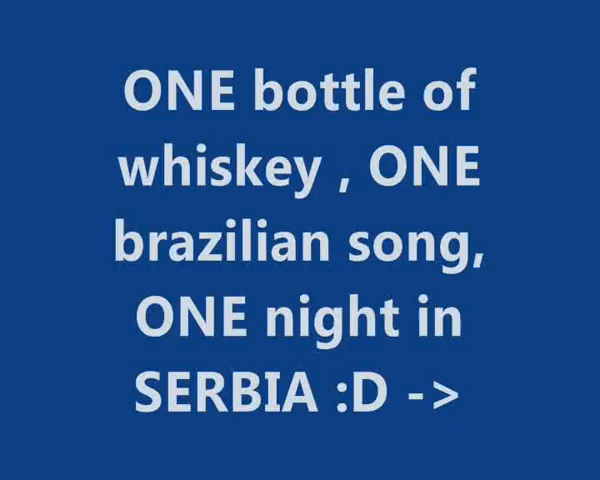 ONE bottle of
whiskey , ONE
brazilian song,
ONE night in
SERBIA :D ->